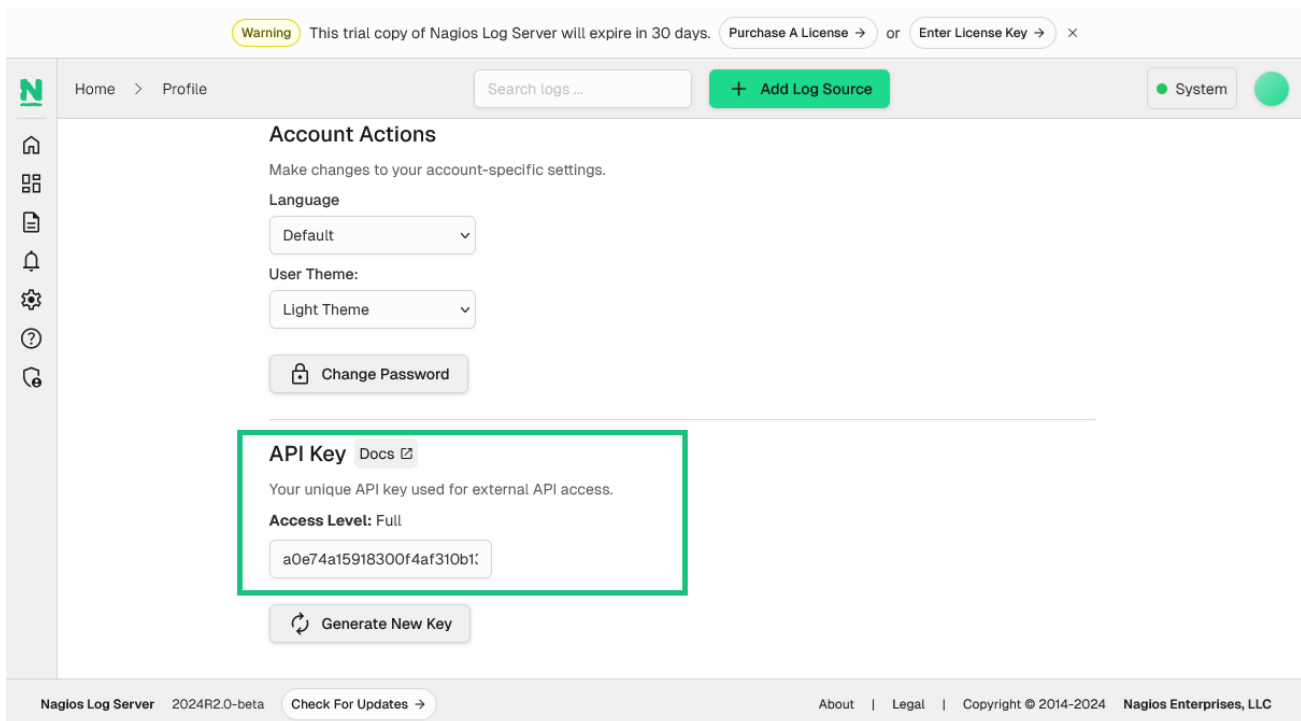 Warning This trial copy of Nagios Log Server will expire in 30 days. Purchase A License → or Enter License Key → ×
N Home > Profile Search logs ... + Add Log Source System
Account Actions
Make changes to your account-specific settings.
Language
Default
User Theme:
Light Theme
Change Password
API Key Docs
Your unique API key used for external API access.
Access Level: Full
a0e74a15918300f4af310b1
Generate New Key
Nagios Log Server 2024R2.0-beta Check For Updates → About | Legal | Copyright © 2014-2024 Nagios Enterprises, LLC